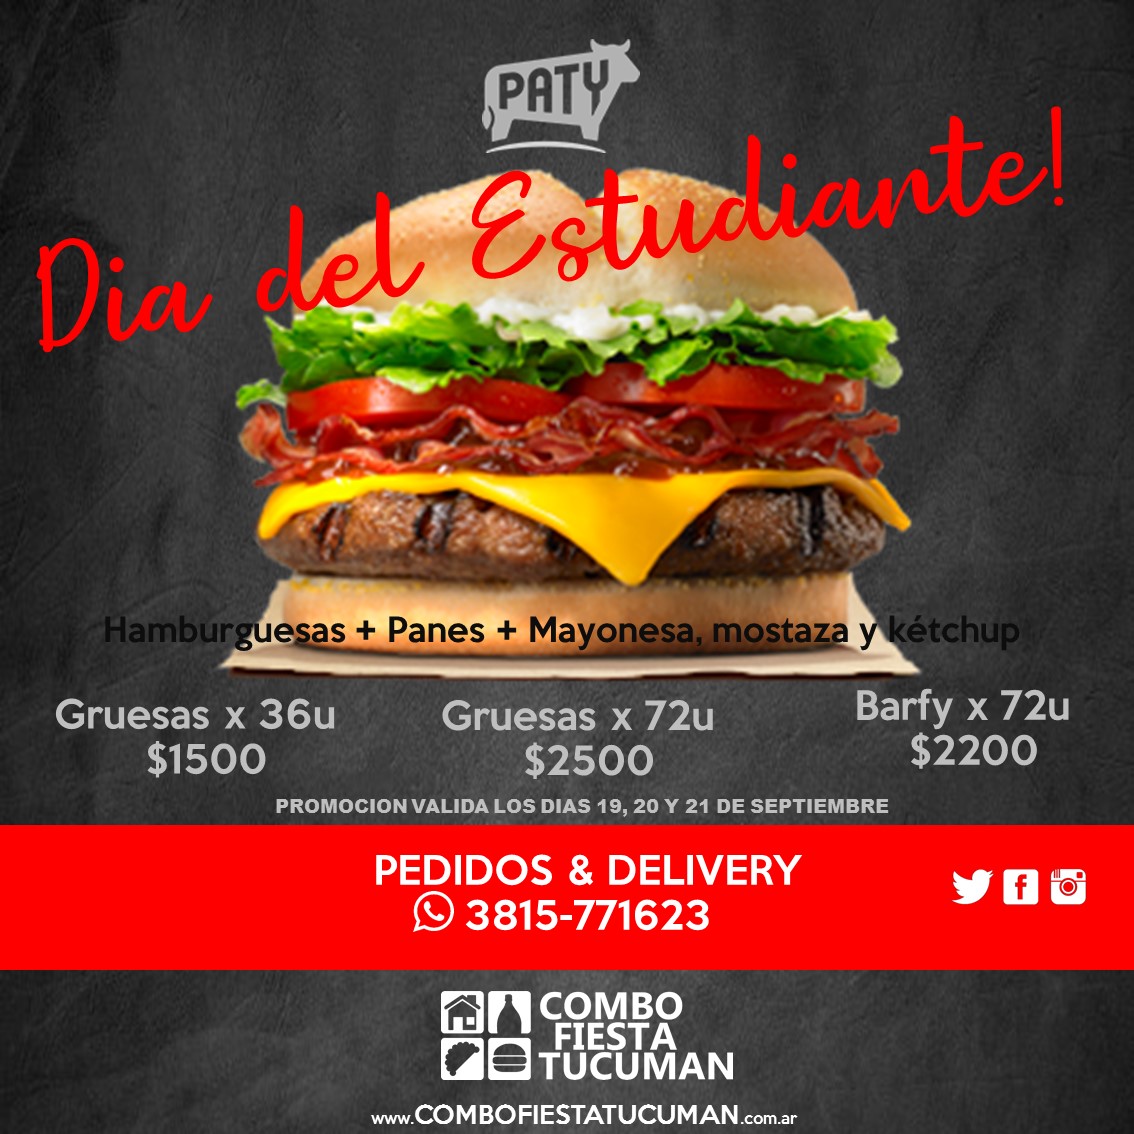 PATY
Dia del Estudiante!
Hamburguesas + Panes + Mayonesa, mostaza y kétchup
Gruesas x 36u
$1500
Gruesas x 72u
$2500
Barfy x 72u
$2200
PROMOCION VALIDA LOS DIAS 19, 20 Y 21 DE SEPTIEMBRE
PEDIDOS & DELIVERY
3815-771623
COMBO
FIESTA
TUCUMAN
www.COMBOFIESTATUCUMAN.com.ar